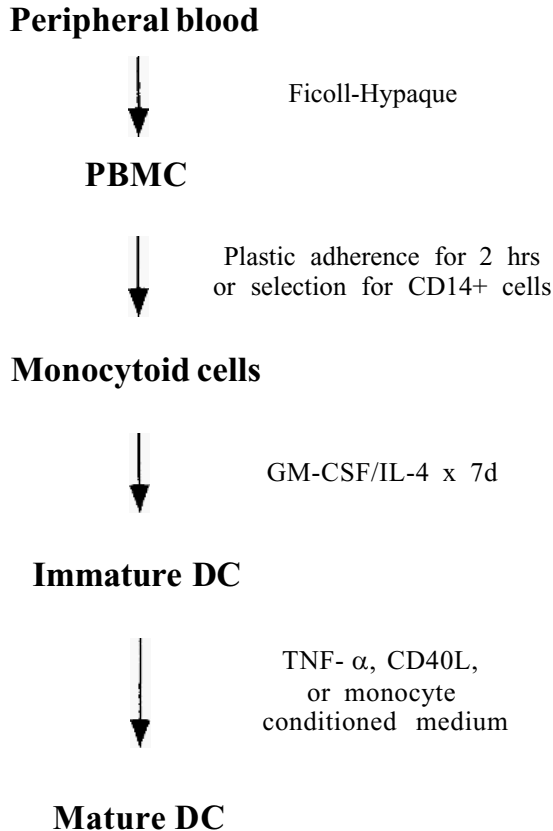 Peripheral blood
Ficoll-Hypaque
PBMC
Plastic adherence for 2 hrs
or selection for CD14+ cells
Monocytoid cells
GM-CSF/IL-4 x 7d
Immature DC
TNF- α, CD40L,
or monocyte
conditioned medium
Mature DC